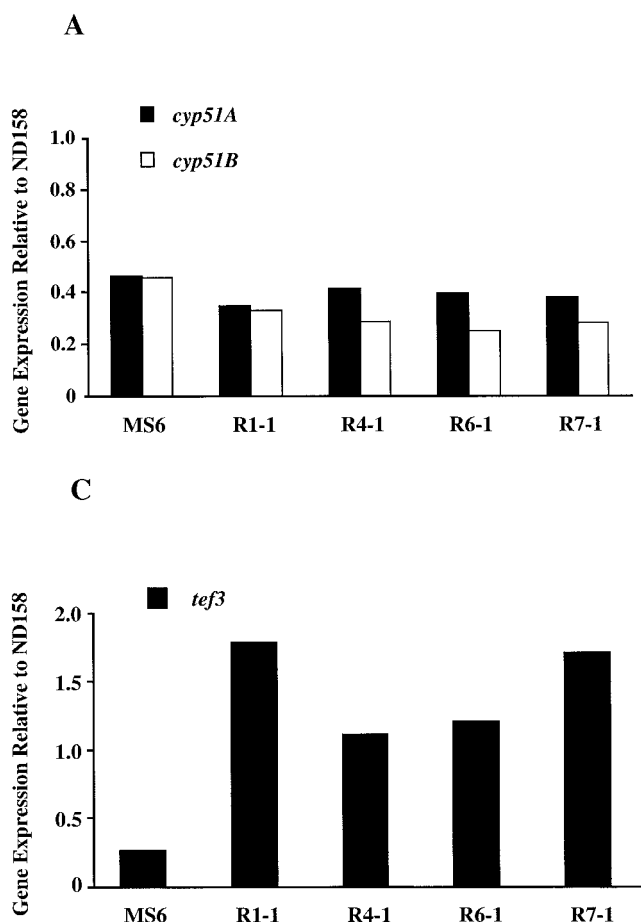 A
cyp51A
cyp51B
Gene Expression Relative to ND158
1.0
0.8
0.6
0.4
0.2
0
MS6 R1-1 R4-1 R6-1 R7-1
C
tef3
Gene Expression Relative to ND158
2.0
1.5
1.0
0.5
0
MS6 R1-1 R4-1 R6-1 R7-1